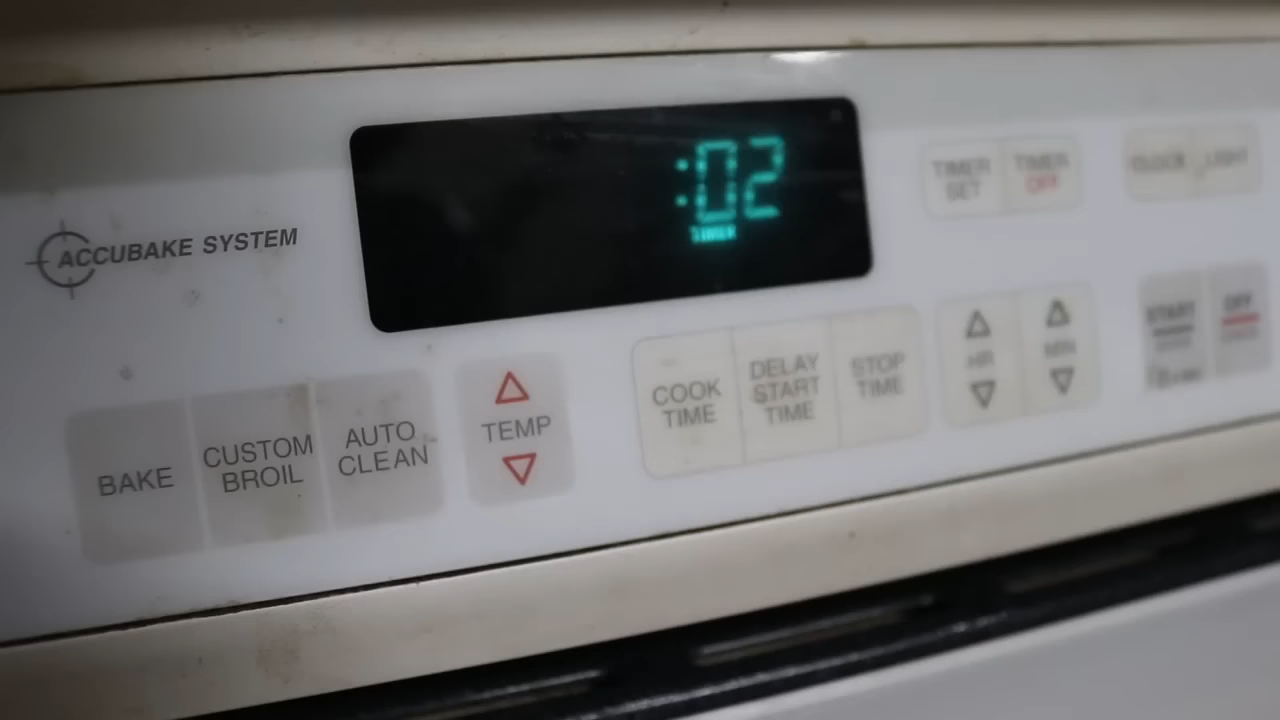 :02
TIMER
ACCUBAKE SYSTEM
TIMER
SET
TIMER
OFF
CLOCK
LIGHT
BAKE
CUSTOM
BROIL
AUTO
CLEAN
TEMP
COOK
TIME
DELAY
START
TIME
STOP
TIME
HR
MIN
START
OFF